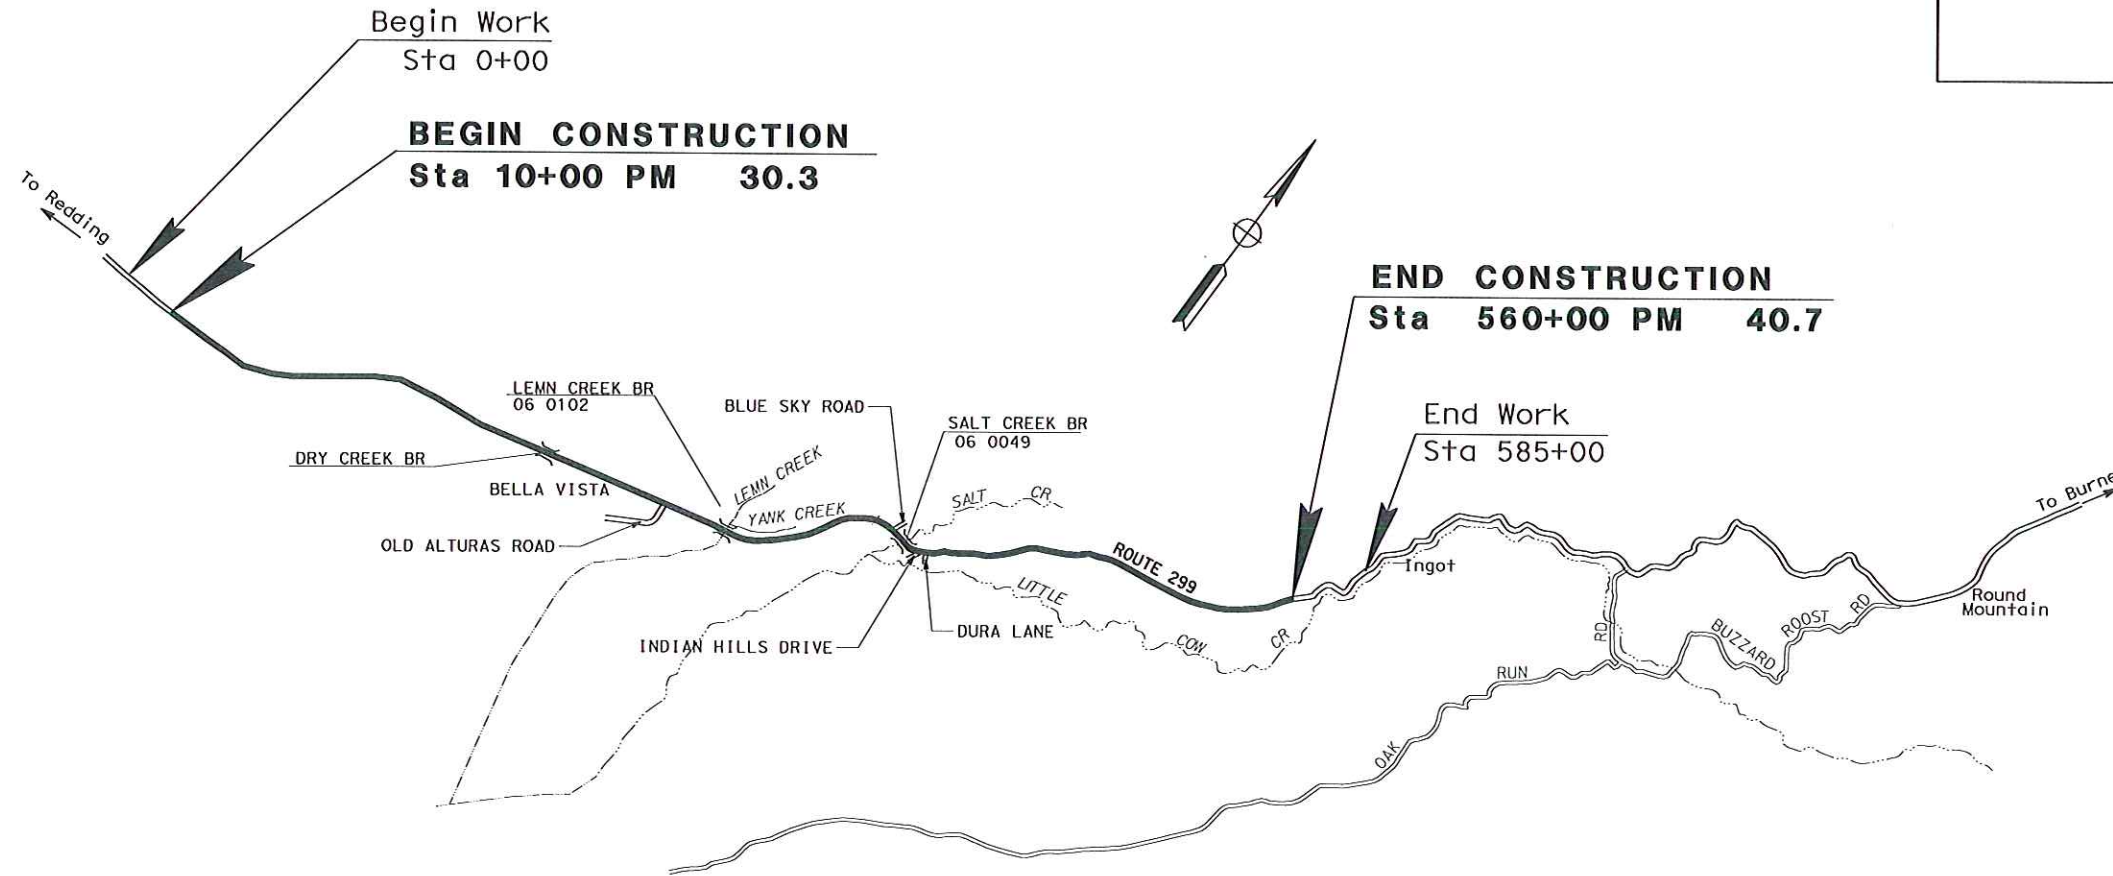 Begin Work
Sta 0+00
BEGIN CONSTRUCTION
Sta 10+00 PM 30.3
To Redding
END CONSTRUCTION
Sta 560+00 PM 40.7
End Work
Sta 585+00
LEMN CREEK BR
06 0102
BLUE SKY ROAD
SALT CREEK BR
06 0049
DRY CREEK BR
BELLA VISTA
LEMN CREEK
YANK CREEK
SALT CR
OLD ALTURAS ROAD
ROUTE 299
Ingot
To Burne
Round
Mountain
LITTLE COW CR
INDIAN HILLS DRIVE
DURA LANE
OAK RUN RD
BUZZARD ROOST RD